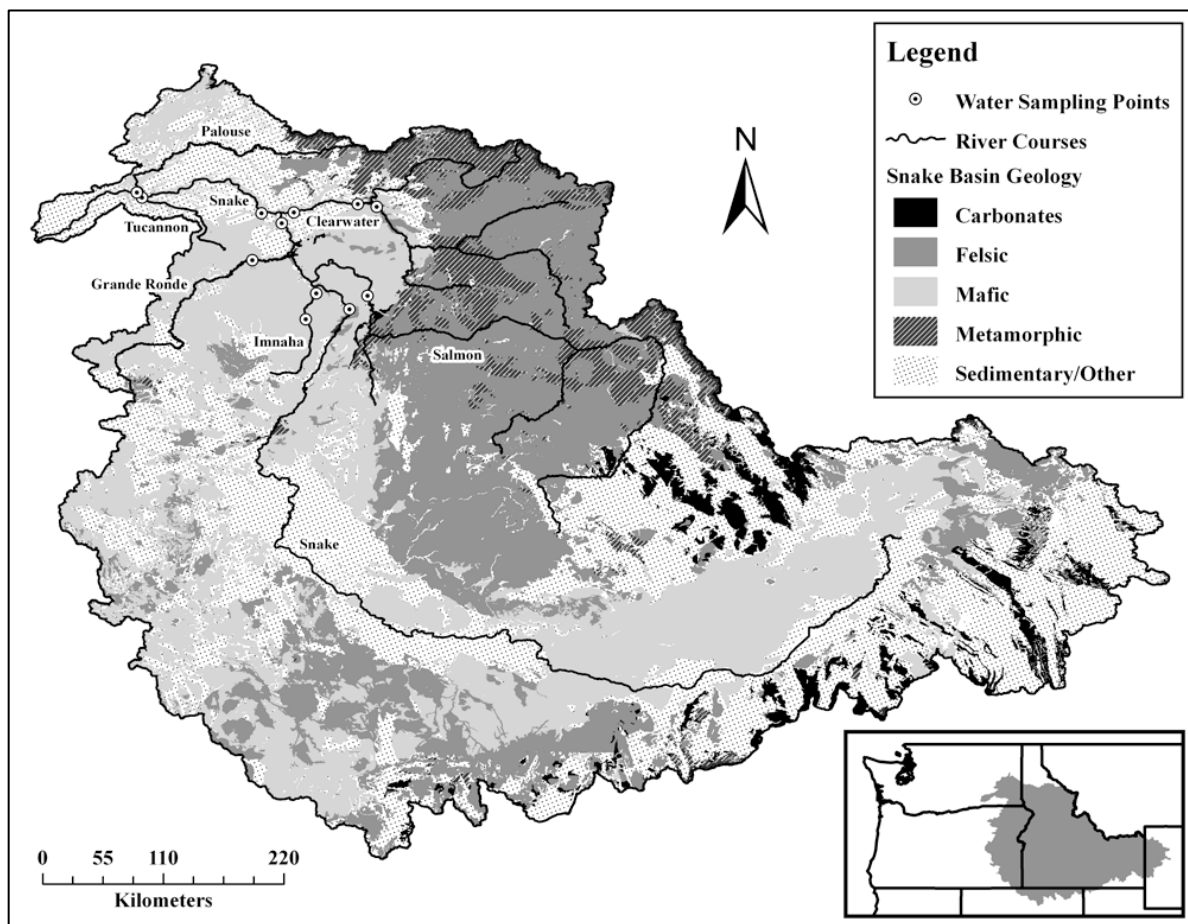 Legend
Water Sampling Points
River Courses
Snake Basin Geology
Carbonates
Felsic
Mafic
Metamorphic
Sedimentary/Other
N
Palouse
Snake
Clearwater
Tucannon
Grande Ronde
Imnaha
Salmon
Snake
0 55 110 220
Kilometers